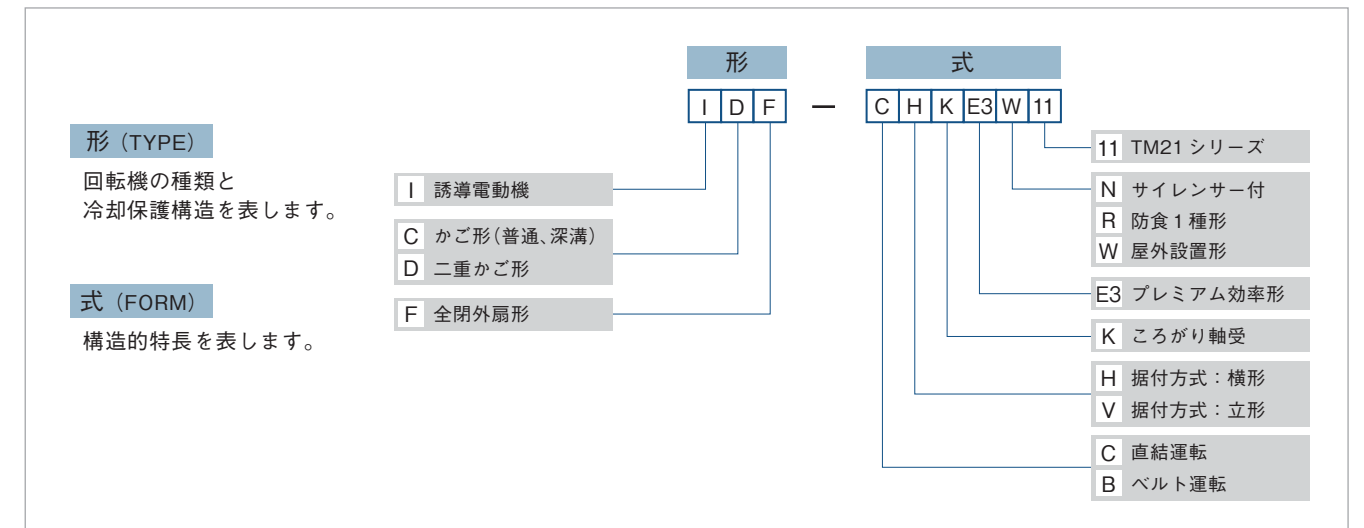 形 式
I D F — C H K E3 W 11
形（TYPE）
回転機の種類と
冷却保護構造を表します。
式（FORM）
構造的特長を表します。
I 誘導電動機
C かご形（普通、深溝）
D 二重かご形
F 全閉外扇形
11 TM21 シリーズ
N サイレンサー付
R 防食 1 種形
W 屋外設置形
E3 プレミアム効率形
K ころがり軸受
H 据付方式：横形
V 据付方式：立形
C 直結運転
B ベルト運転